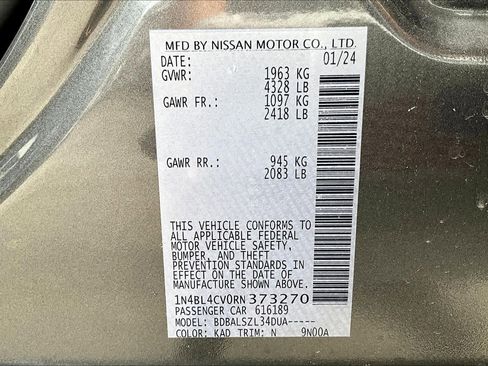 MFD BY NISSAN MOTOR CO., LTD.
DATE: 01/24
GVWR: 1963 KG
4328 LB
GAWR FR.: 1097 KG
2418 LB
GAWR RR.: 945 KG
2083 LB
THIS VEHICLE CONFORMS TO
ALL APPLICABLE FEDERAL
MOTOR VEHICLE SAFETY,
BUMPER, AND THEFT
PREVENTION STANDARDS IN
EFFECT ON THE DATE OF
MANUFACTURE SHOWN ABOVE.
1N4BL4CV0RN373270
PASSENGER CAR 616189
MODEL: BDBALSZL34DUA-----
COLOR: KAD TRIM: N 9N00A